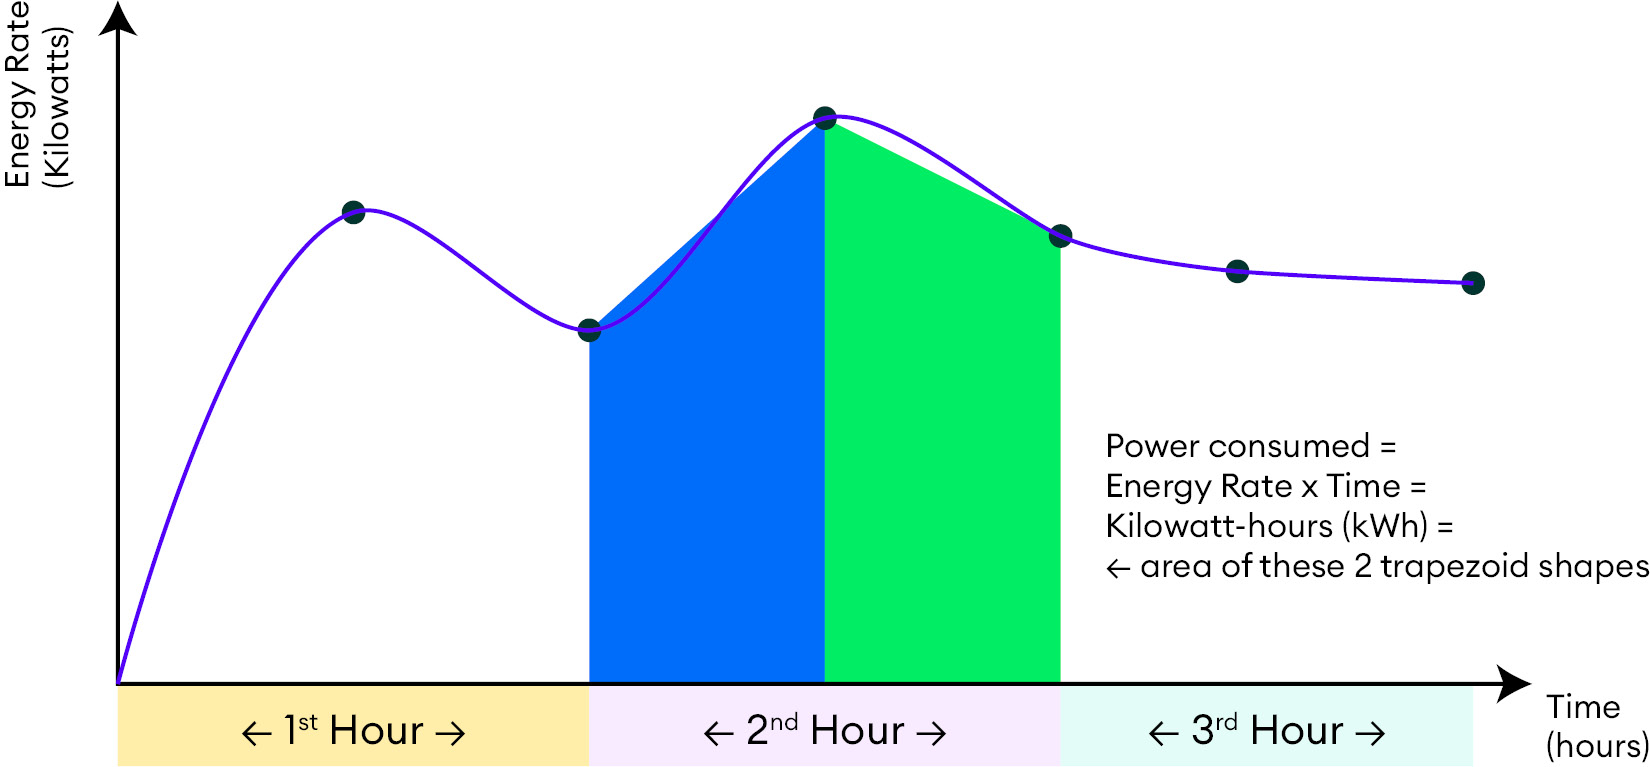 Energy Rate
(Kilowatts)
Power consumed =
Energy Rate x Time =
Kilowatt-hours (kWh) =
← area of these 2 trapezoid shapes
← 1st Hour →
← 2nd Hour →
← 3rd Hour →
Time
(hours)